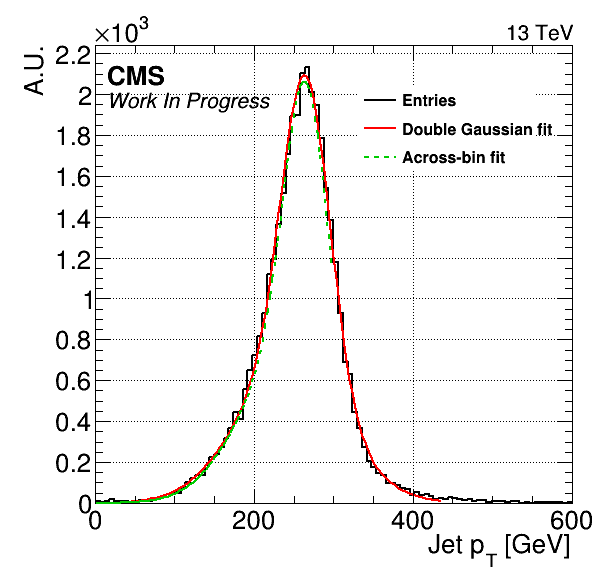 ×10³
13 TeV
A.U.
CMS
Work In Progress
Entries
Double Gaussian fit
Across-bin fit
2.2
2
1.8
1.6
1.4
1.2
1
0.8
0.6
0.4
0.2
0
0 200 400 600
Jet p_T [GeV]